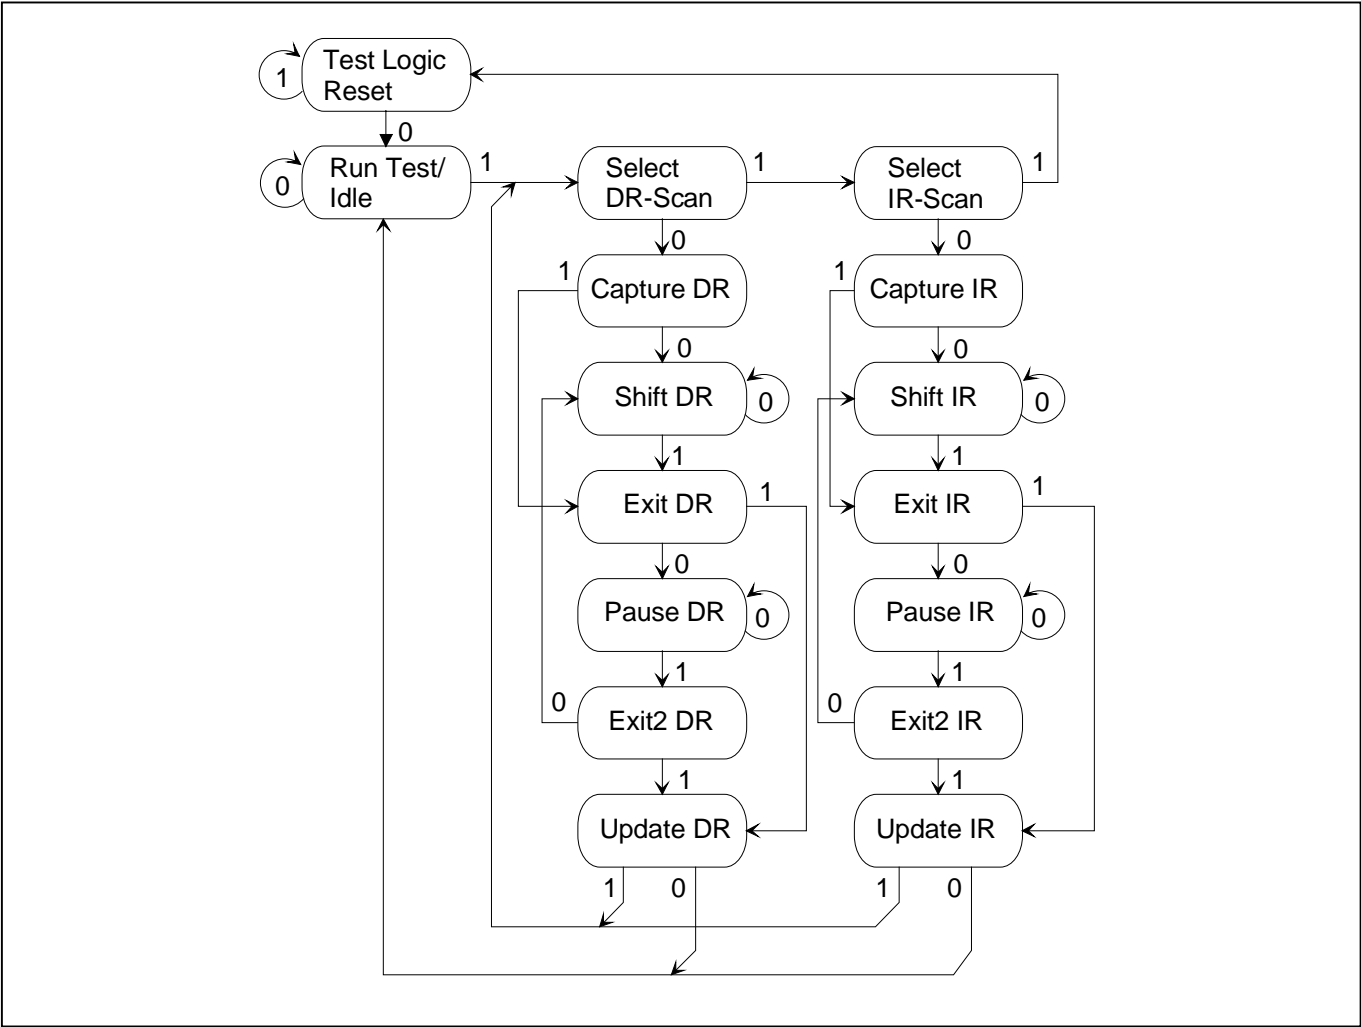 Test Logic
Reset
1
0
Run Test/
Idle
0
1
Select
DR-Scan
1
Select
IR-Scan
1
0
0
1
Capture DR
1
Capture IR
0
0
Shift DR
0
Shift IR
0
1
1
Exit DR
1
Exit IR
1
0
0
Pause DR
0
Pause IR
0
1
1
0
Exit2 DR
0
Exit2 IR
1
1
Update DR
Update IR
1
0
1
0